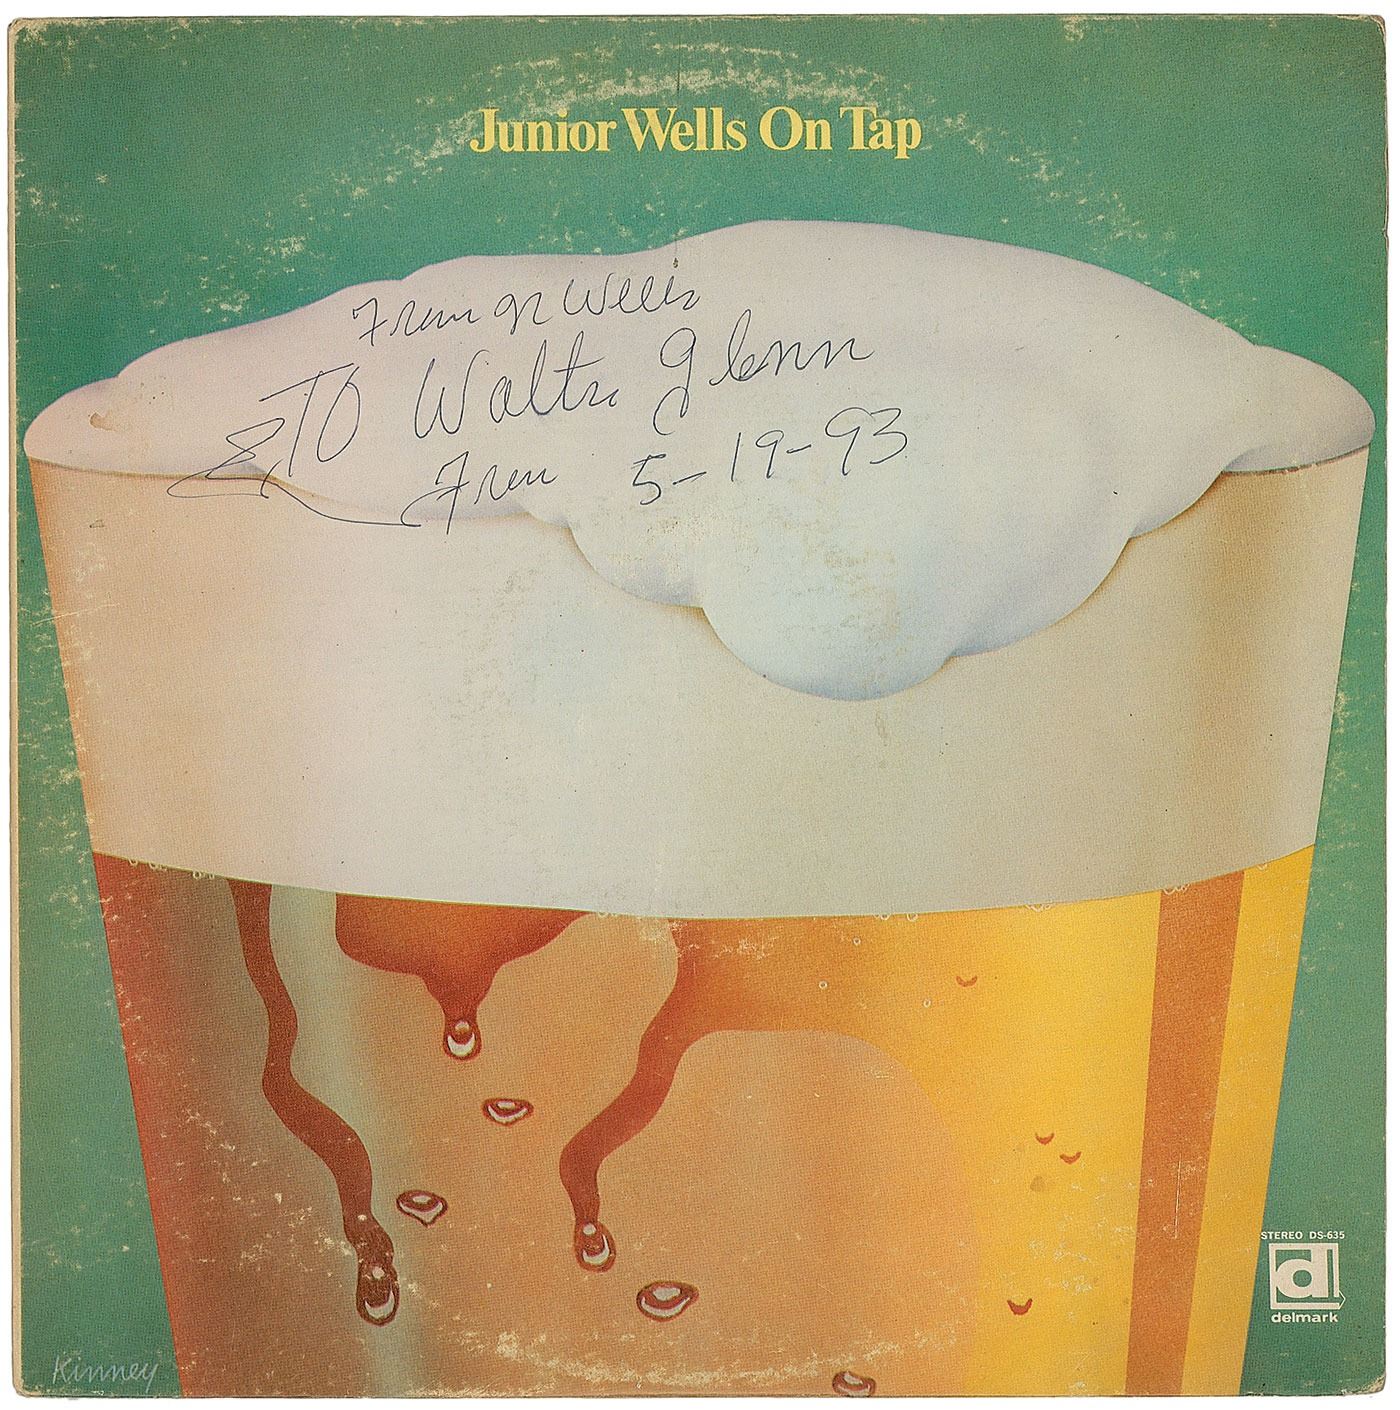 Junior Wells On Tap
From Jr Wells
TO Walter Glenn
From 5-19-93
STEREO DS-635
d
delmark
Kinney